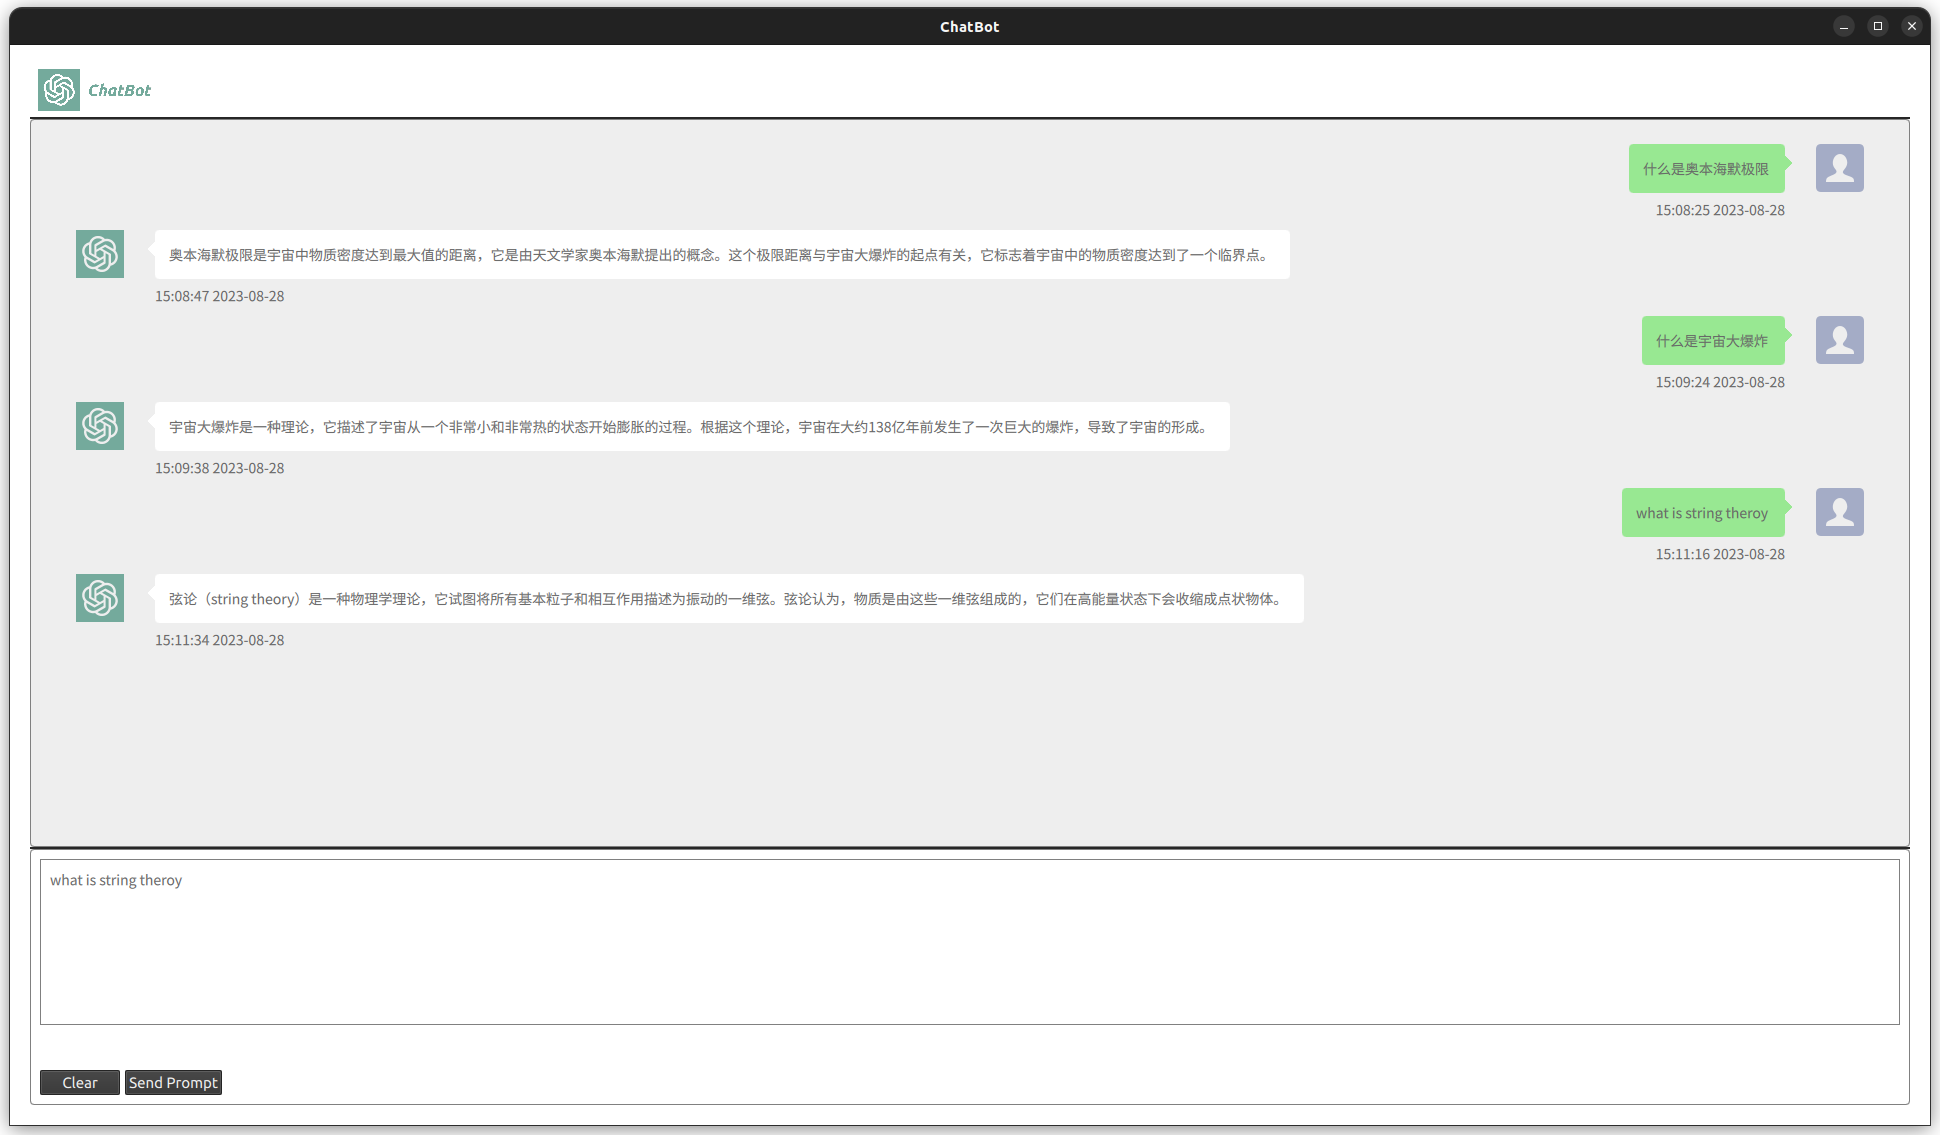 ChatBot
ChatBot
什么是奥本海默极限
15:08:25 2023-08-28
奥本海默极限是宇宙中物质密度达到最大值的距离，它是由天文学家奥本海默提出的概念。这个极限距离与宇宙大爆炸的起点有关，它标志着宇宙中的物质密度达到了一个临界点。
15:08:47 2023-08-28
什么是宇宙大爆炸
15:09:24 2023-08-28
宇宙大爆炸是一种理论，它描述了宇宙从一个非常小和非常热的状态开始膨胀的过程。根据这个理论，宇宙在大约138亿年前发生了一次巨大的爆炸，导致了宇宙的形成。
15:09:38 2023-08-28
what is string theroy
15:11:16 2023-08-28
弦论（string theory）是一种物理学理论，它试图将所有基本粒子和相互作用描述为振动的一维弦。弦论认为，物质是由这些一维弦组成的，它们在高能量状态下会收缩成点状物体。
15:11:34 2023-08-28
what is string theroy
Clear
Send Prompt